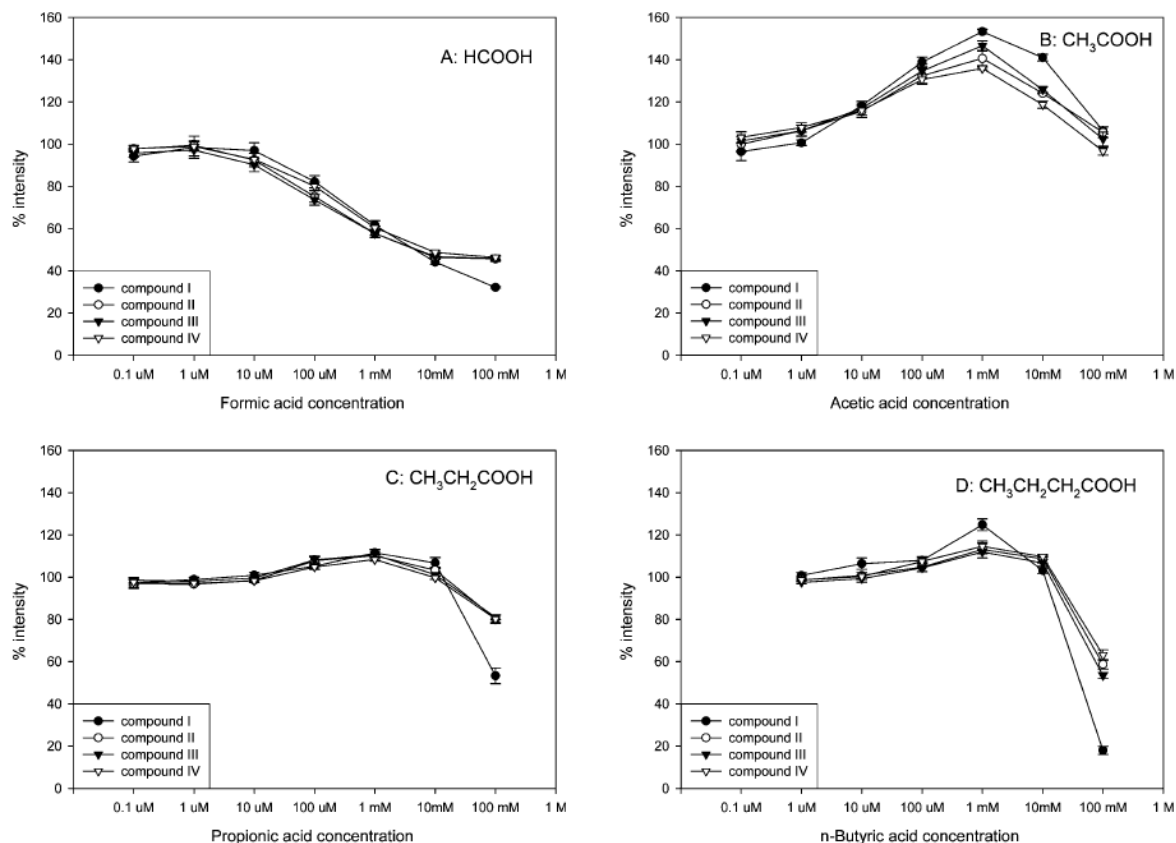 160
140
120
100
80
60
40
20
0
% intensity
A: HCOOH
compound I
compound II
compound III
compound IV
0.1 uM 1 uM 10 uM 100 uM 1 mM 10mM 100 mM 1 M
Formic acid concentration
160
140
120
100
80
60
40
20
0
% intensity
B: CH₃COOH
compound I
compound II
compound III
compound IV
0.1 uM 1 uM 10 uM 100 uM 1 mM 10mM 100 mM 1 M
Acetic acid concentration
160
140
120
100
80
60
40
20
0
% intensity
C: CH₃CH₂COOH
compound I
compound II
compound III
compound IV
0.1 uM 1 uM 10 uM 100 uM 1 mM 10mM 100 mM 1 M
Propionic acid concentration
160
140
120
100
80
60
40
20
0
% intensity
D: CH₃CH₂CH₂COOH
compound I
compound II
compound III
compound IV
0.1 uM 1 uM 10 uM 100 uM 1 mM 10mM 100 mM 1 M
n-Butyric acid concentration